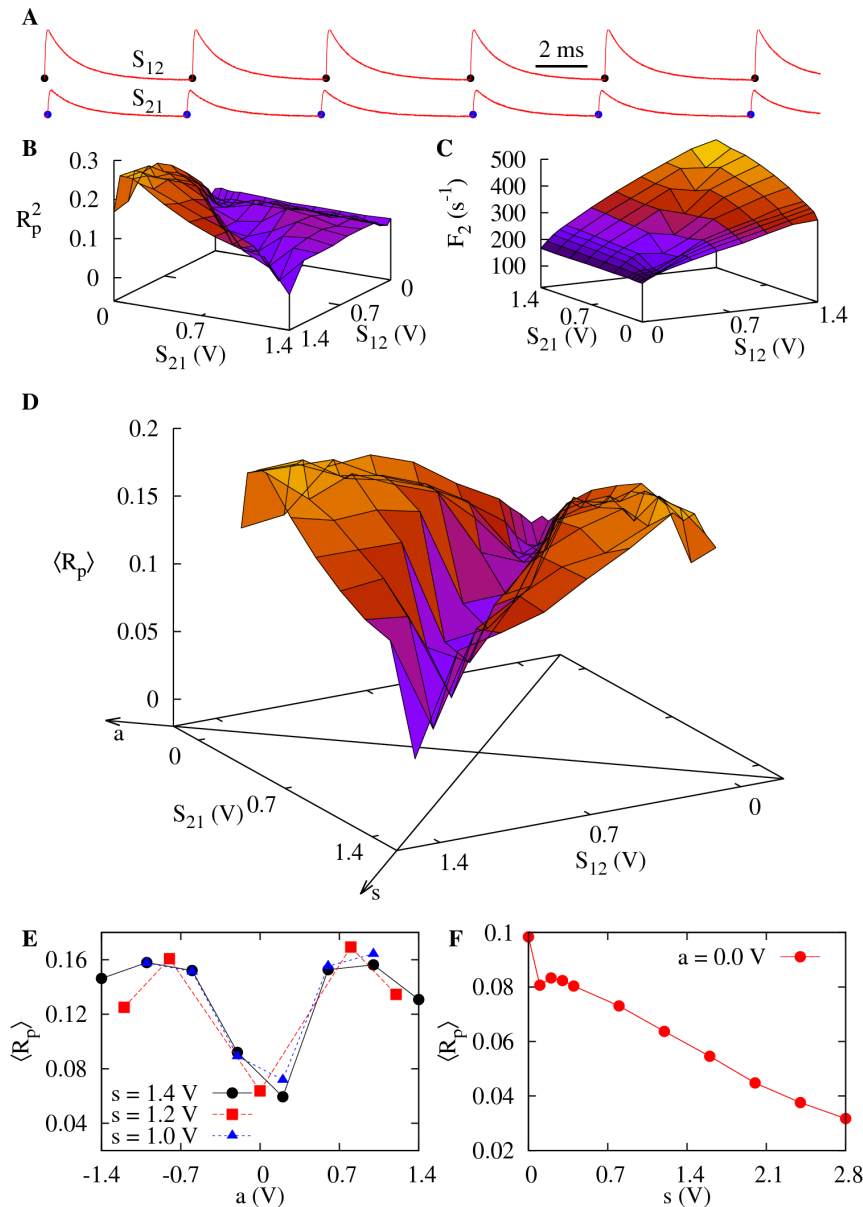 A
S12
2 ms
S21
B
0.3
0.2
0.1
0
Rp2
0
0.7
1.4
S21 (V)
1.4
0.7
0
S12 (V)
C
500
400
300
200
100
F2 (s-1)
1.4
0.7
0
S21 (V)
0
0.7
1.4
S12 (V)
D
0.2
0.15
0.1
0.05
0
⟨Rp⟩
a
0
0.7
1.4
S21 (V)
s
1.4
0.7
0
S12 (V)
E
0.16
0.12
0.08
0.04
⟨Rp⟩
s = 1.4 V
s = 1.2 V
s = 1.0 V
-1.4 -0.7 0 0.7 1.4
a (V)
F
0.1
0.08
0.06
0.04
0.02
⟨Rp⟩
a = 0.0 V
0 0.7 1.4 2.1 2.8
s (V)